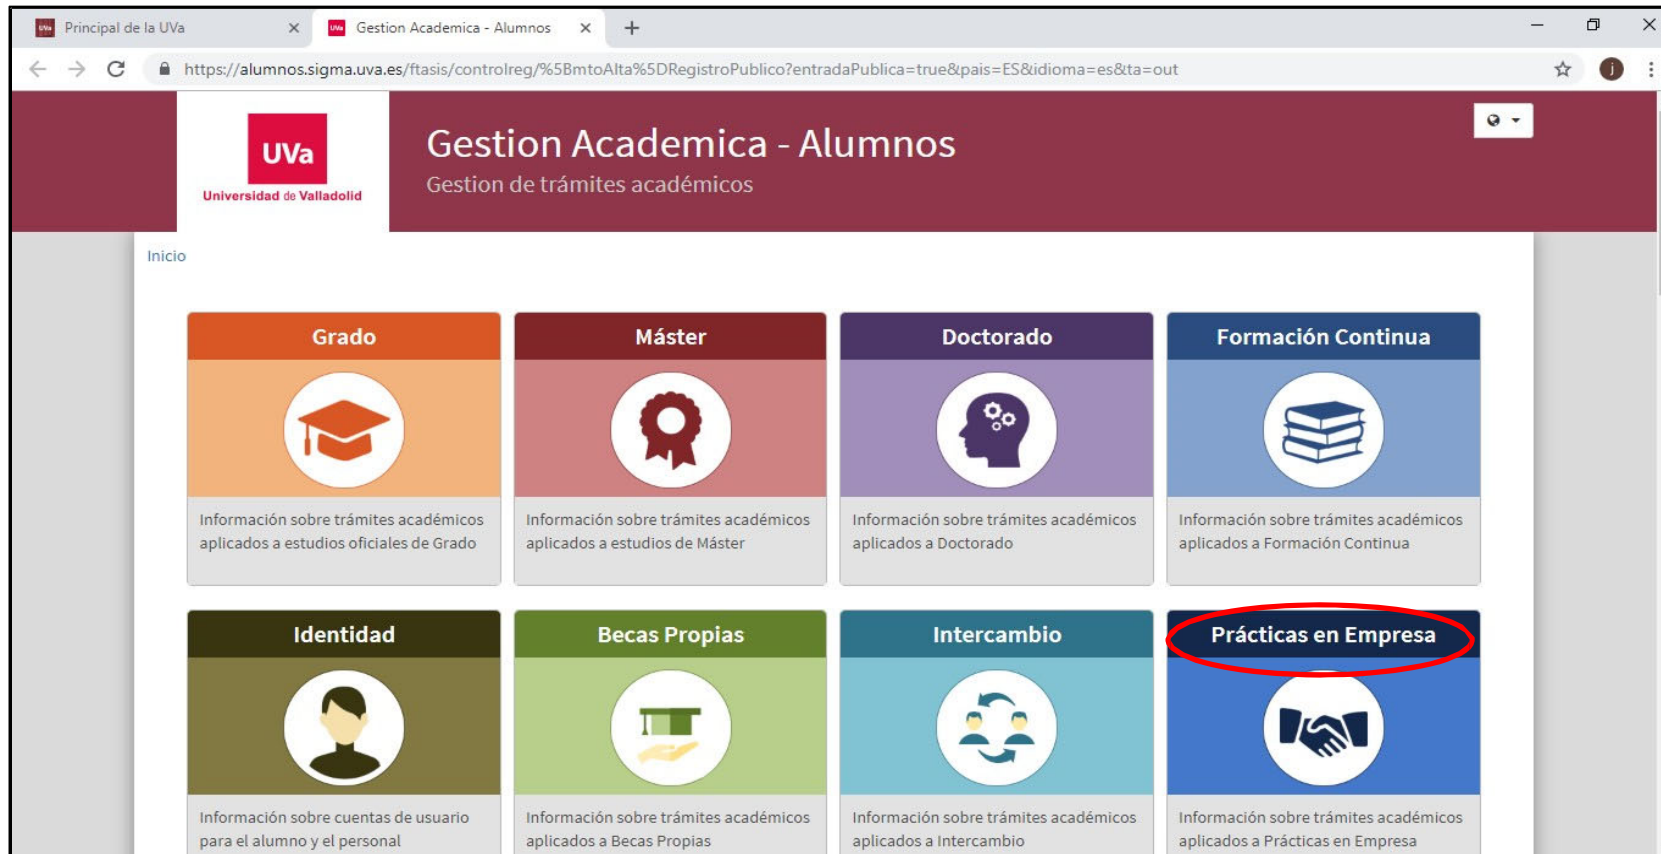 Principal de la UVa
Gestion Academica - Alumnos
https://alumnos.sigma.uva.es/ftasis/controlreg/%5BmtoAlta%5DRegistroPublico?entradaPublica=true&pais=ES&idioma=es&ta=out
j
UVa
Universidad de Valladolid
Gestion Academica - Alumnos
Gestion de trámites académicos
Inicio
Grado
Máster
Doctorado
Formación Continua
Información sobre trámites académicos
aplicados a estudios oficiales de Grado
Información sobre trámites académicos
aplicados a estudios de Máster
Información sobre trámites académicos
aplicados a Doctorado
Información sobre trámites académicos
aplicados a Formación Continua
Identidad
Becas Propias
Intercambio
Prácticas en Empresa
Información sobre cuentas de usuario
para el alumno y el personal
Información sobre trámites académicos
aplicados a Becas Propias
Información sobre trámites académicos
aplicados a Intercambio
Información sobre trámites académicos
aplicados a Prácticas en Empresa